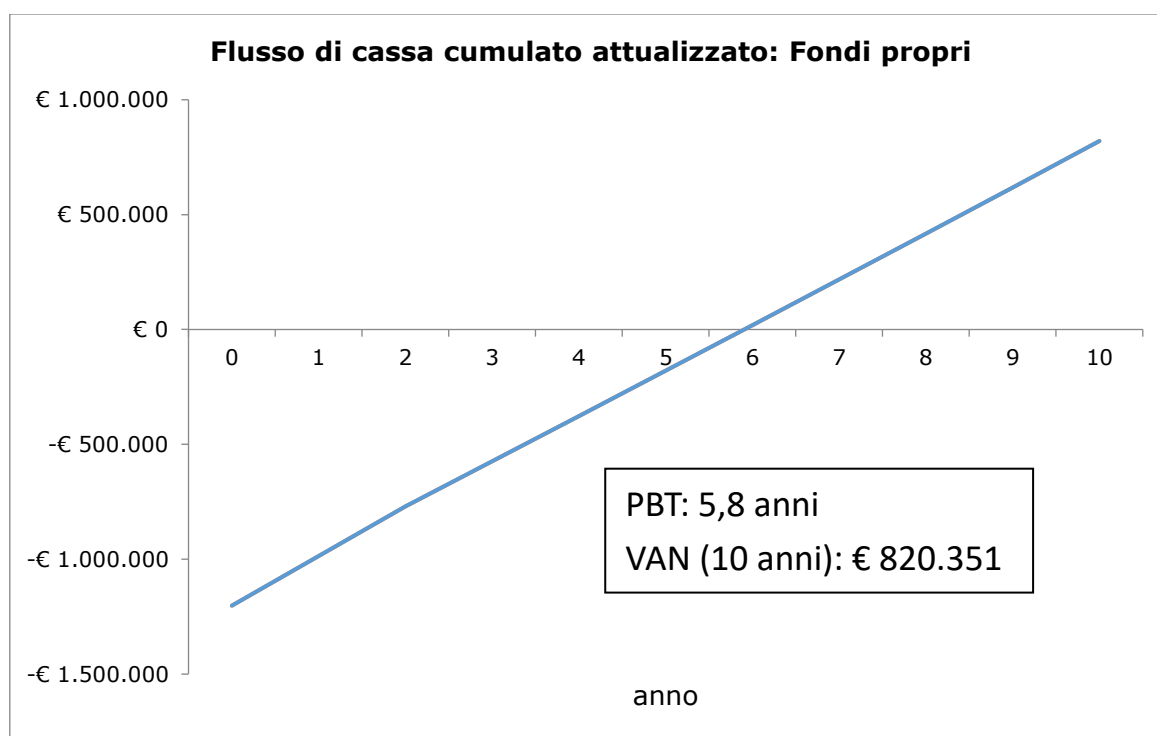 Flusso di cassa cumulato attualizzato: Fondi propri
€ 1.000.000
€ 500.000
€ 0
0 1 2 3 4 5 6 7 8 9 10
-€ 500.000
PBT: 5,8 anni
VAN (10 anni): € 820.351
-€ 1.000.000
-€ 1.500.000
anno